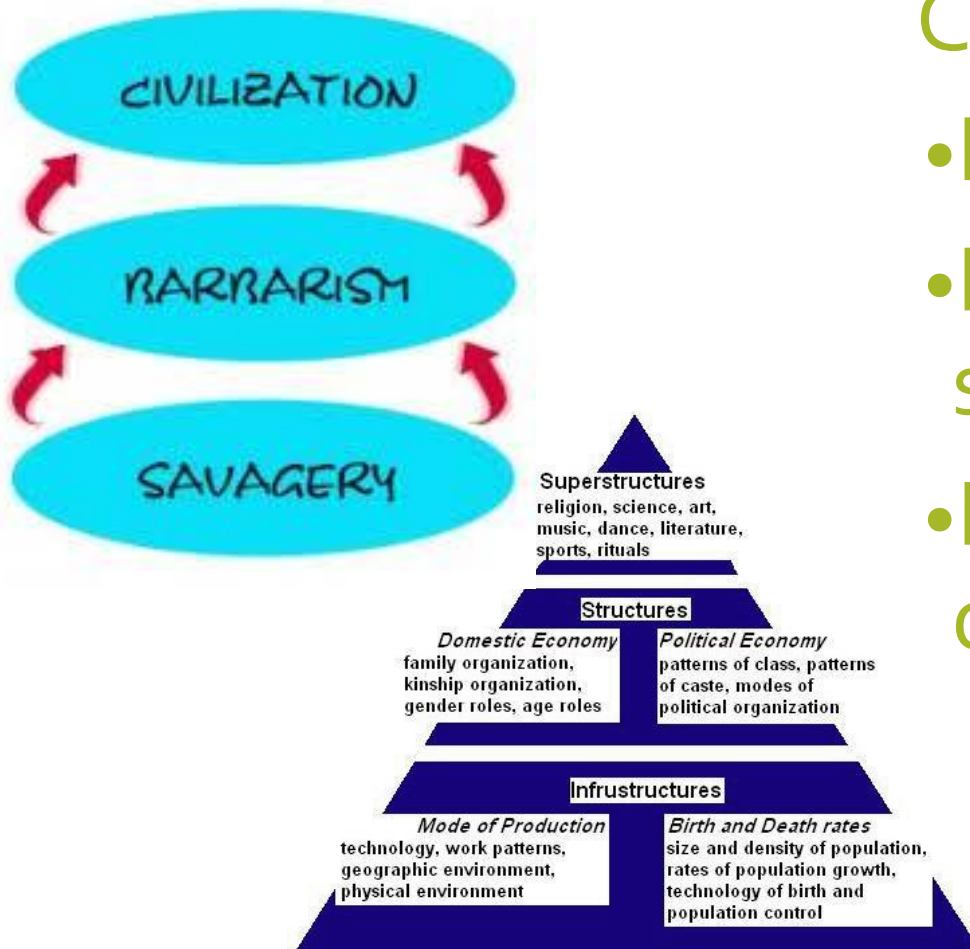 CIVILIZATION
BARBARISM
SAVAGERY
Superstructures
religion, science, art,
music, dance, literature,
sports, rituals
Structures
Domestic Economy
family organization,
kinship organization,
gender roles, age roles
Political Economy
patterns of class, patterns
of caste, modes of
political organization
Infrustructures
Mode of Production
technology, work patterns,
geographic environment,
physical environment
Birth and Death rates
size and density of population,
rates of population growth,
technology of birth and
population control